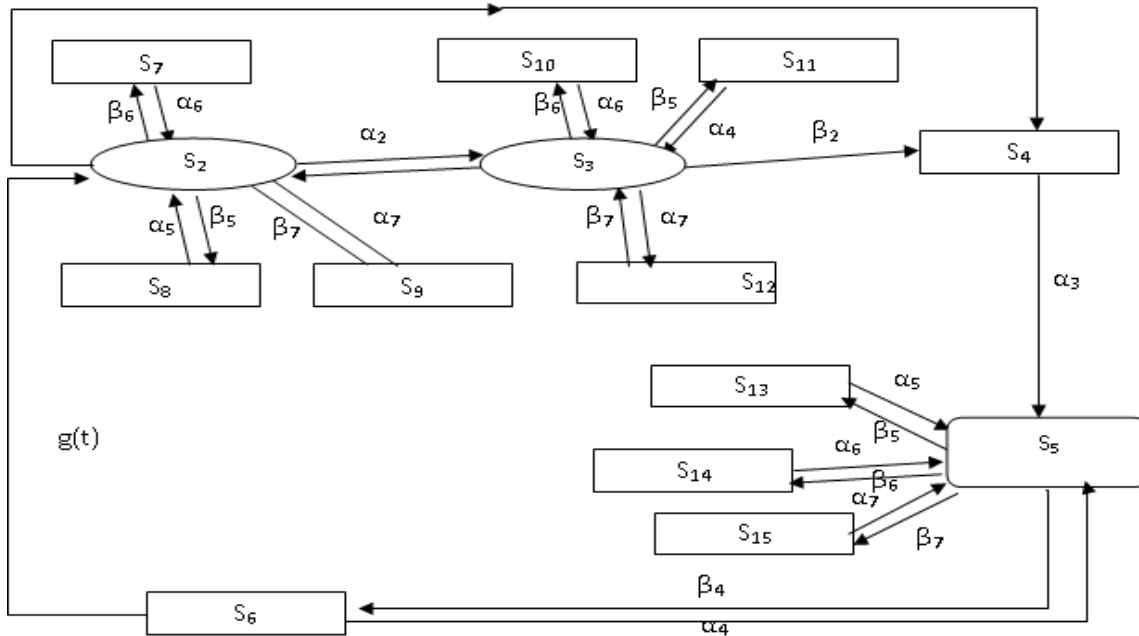 S₇
S₁₀
S₁₁
β₆
α₆
β₆
α₆
β₅
α₄
α₂
β₂
S₂
S₃
S₄
α₅
β₅
β₇
α₇
β₇
α₇
S₈
S₉
S₁₂
α₃
S₁₃
α₅
β₅
g(t)
S₅
α₆
S₁₄
β₆
α₇
S₁₅
β₇
β₄
S₆
α₄